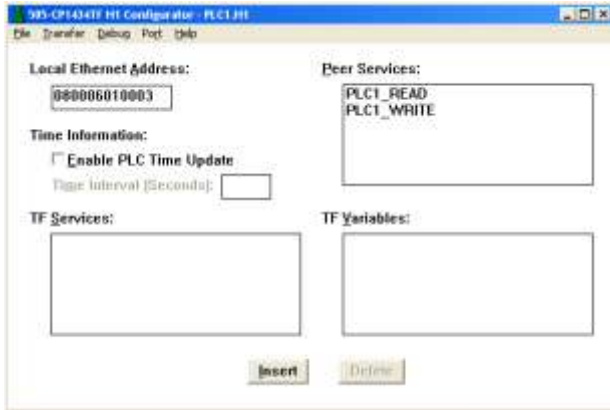 505-CP1434TF H1 Configurator - PLC1.H1
File Transfer Debug Port Help
Local Ethernet Address:
080006010003
Time Information:
Enable PLC Time Update
Time Interval (Seconds):
Peer Services:
PLC1_READ
PLC1_WRITE
TF Services:
TF Variables:
Insert
Delete